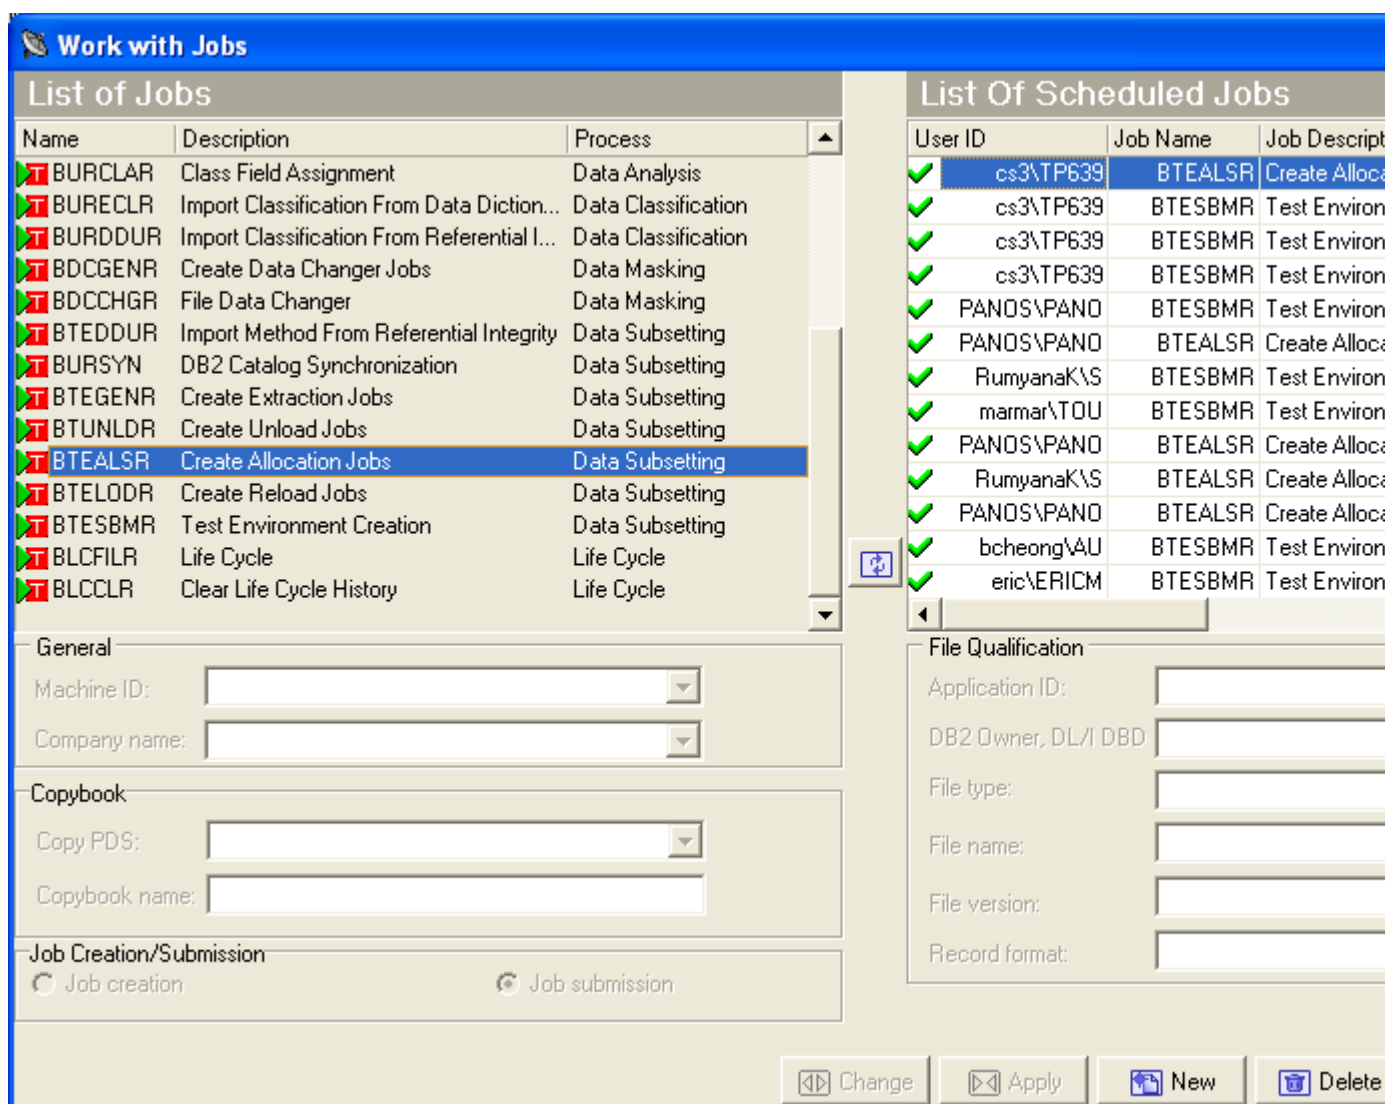 Work with Jobs
List of Jobs
Name Description Process
BURCLAR Class Field Assignment Data Analysis
BURECLR Import Classification From Data Diction... Data Classification
BURDDUR Import Classification From Referential I... Data Classification
BDCGENR Create Data Changer Jobs Data Masking
BDCCHGR File Data Changer Data Masking
BTEDDUR Import Method From Referential Integrity Data Subsetting
BURSYN DB2 Catalog Synchronization Data Subsetting
BTEGENR Create Extraction Jobs Data Subsetting
BTUNLDR Create Unload Jobs Data Subsetting
BTEALSR Create Allocation Jobs Data Subsetting
BTELODR Create Reload Jobs Data Subsetting
BTESBMR Test Environment Creation Data Subsetting
BLCFILR Life Cycle Life Cycle
BLCCLR Clear Life Cycle History Life Cycle
List Of Scheduled Jobs
User ID Job Name Job Descript
cs3\TP639 BTEALSR Create Alloca
cs3\TP639 BTESBMR Test Environ
cs3\TP639 BTESBMR Test Environ
cs3\TP639 BTESBMR Test Environ
PANOS\PANO BTESBMR Test Environ
PANOS\PANO BTEALSR Create Alloca
RumyanaK\S BTESBMR Test Environ
marmar\TOU BTESBMR Test Environ
PANOS\PANO BTEALSR Create Alloca
RumyanaK\S BTEALSR Create Alloca
PANOS\PANO BTEALSR Create Alloca
bcheong\AU BTESBMR Test Environ
eric\ERICM BTESBMR Test Environ
General
Machine ID:
Company name:
Copybook
Copy PDS:
Copybook name:
Job Creation/Submission
Job creation Job submission
File Qualification
Application ID:
DB2 Owner, DL/I DBD
File type:
File name:
File version:
Record format:
Change Apply New Delete